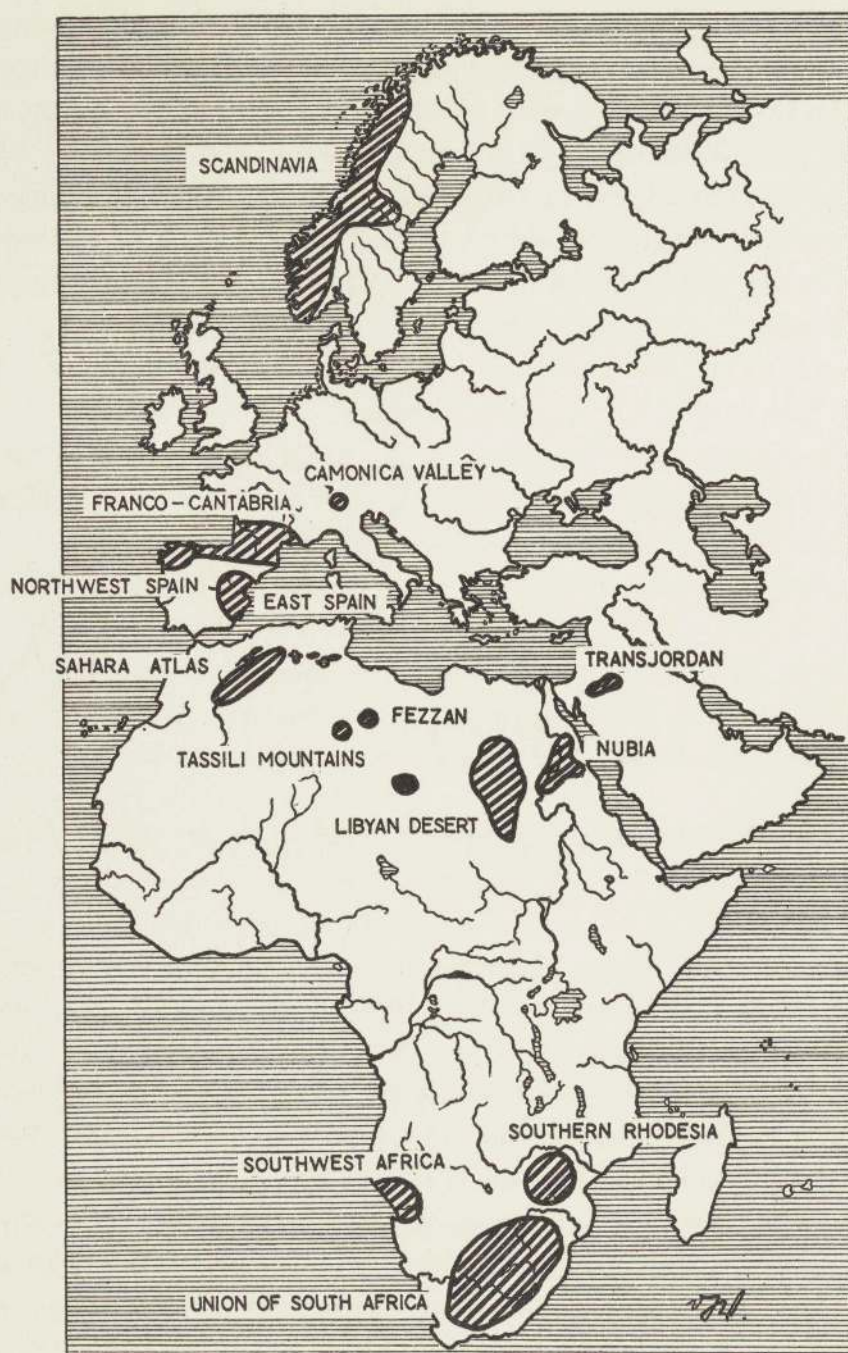 SCANDINAVIA
CAMONICA VALLEY
FRANCO-CANTABRIA
NORTHWEST SPAIN
EAST SPAIN
SAHARA ATLAS
TRANSJORDAN
FEZZAN
NUBIA
TASSILI MOUNTAINS
LIBYAN DESERT
SOUTHERN RHODESIA
SOUTHWEST AFRICA
UNION OF SOUTH AFRICA